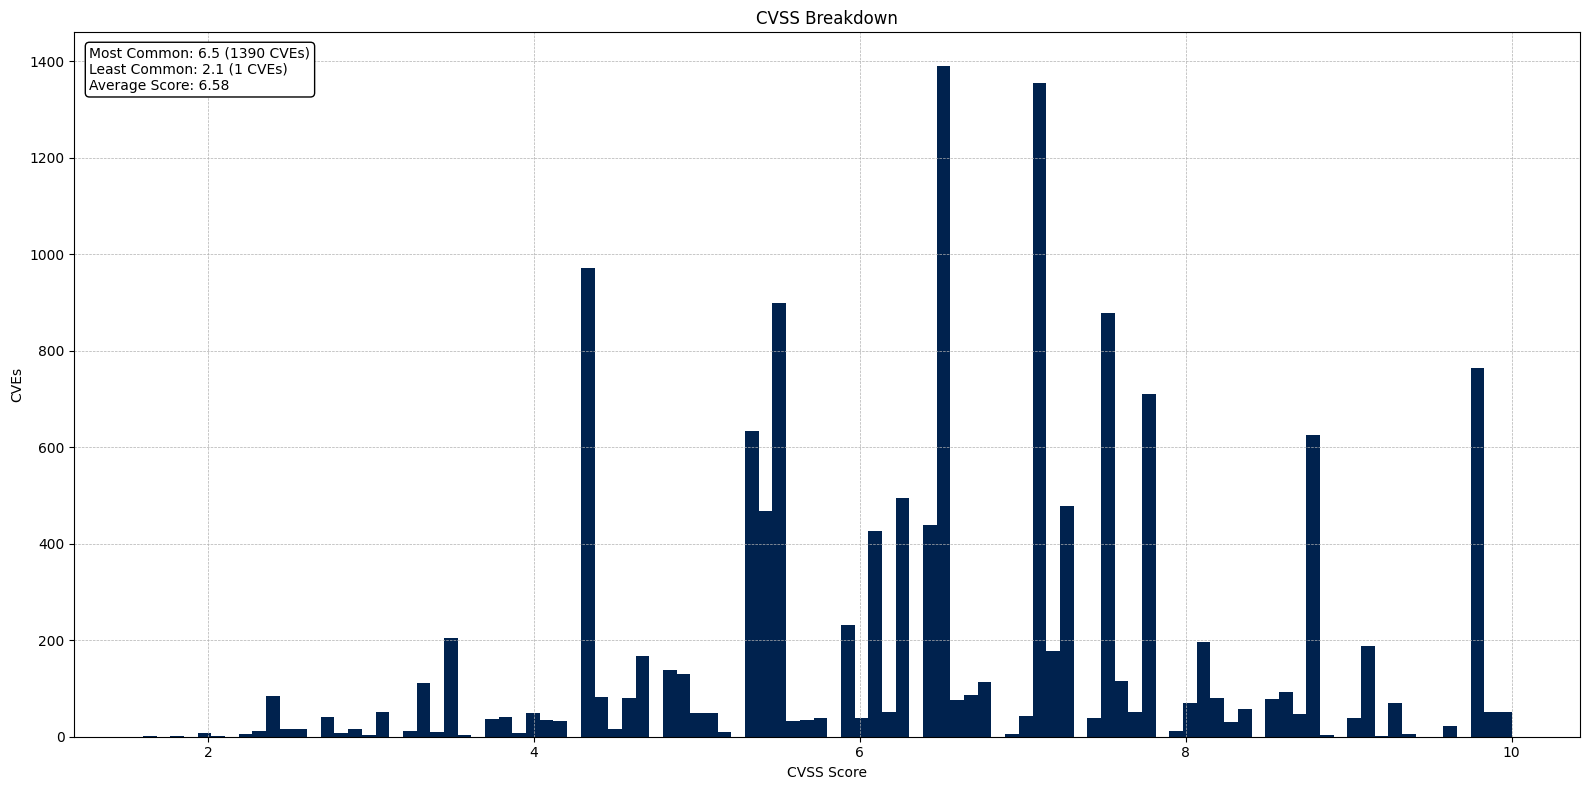 CVSS Breakdown
Most Common: 6.5 (1390 CVEs)
Least Common: 2.1 (1 CVEs)
Average Score: 6.58
1400
1200
1000
800
600
400
200
0
CVEs
2 4 6 8 10
CVSS Score